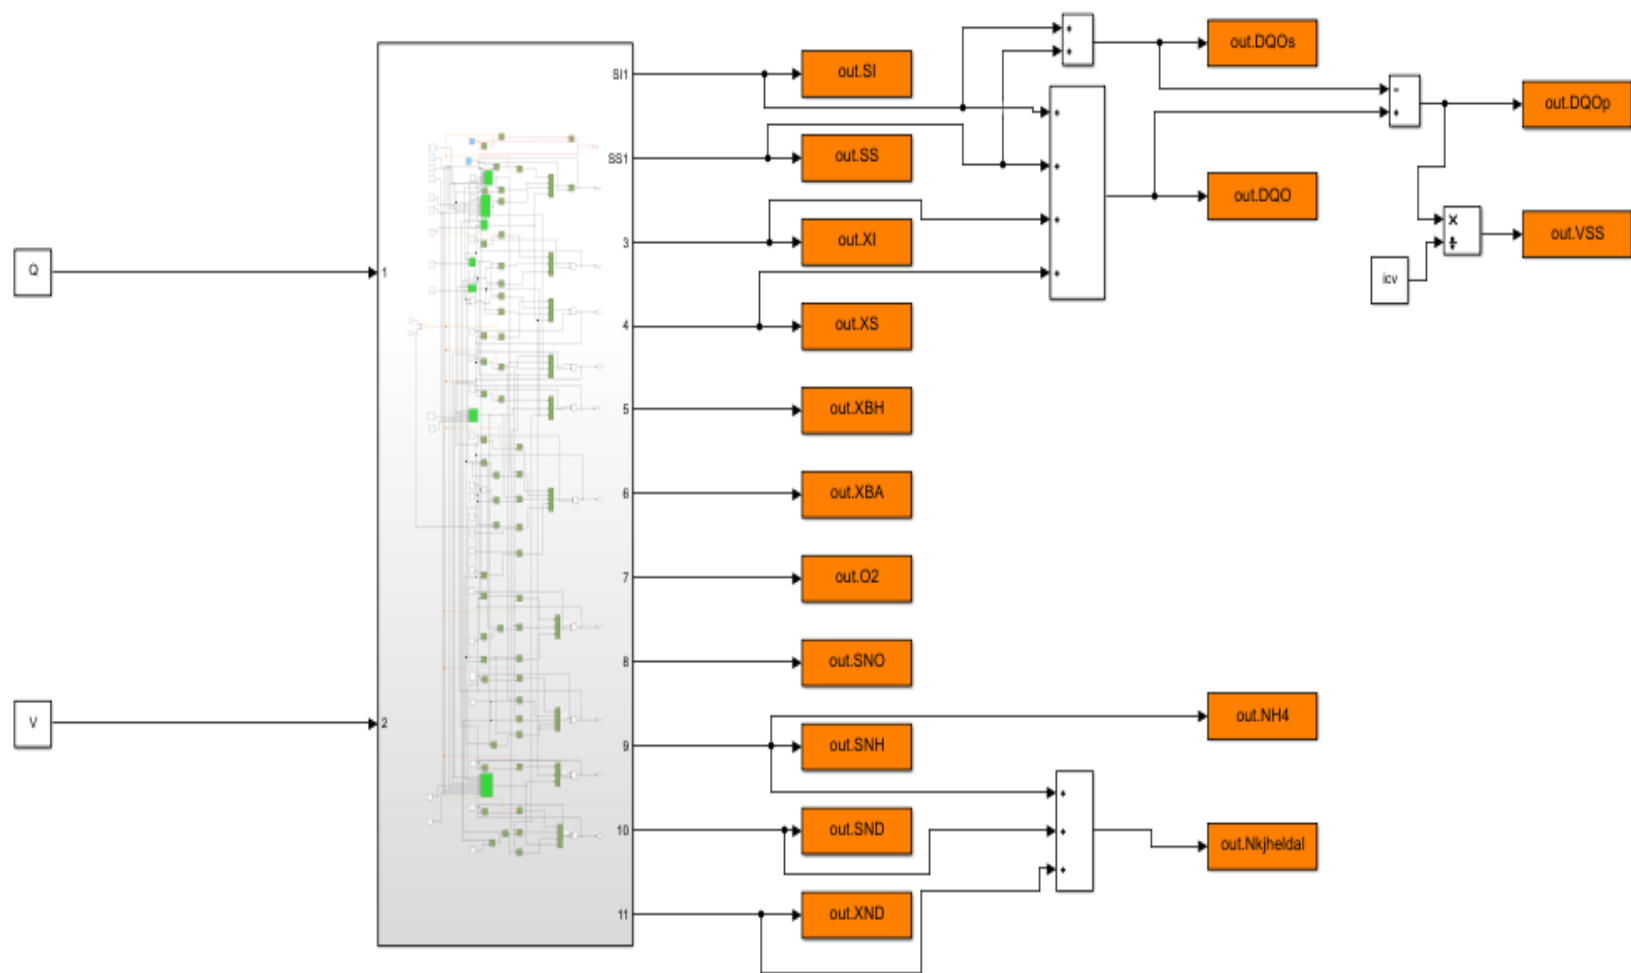 Q
V
1
2
SI1
SS1
3
4
5
6
7
8
9
10
11
out.SI
out.SS
out.XI
out.XS
out.XBH
out.XBA
out.O2
out.SNO
out.SNH
out.SND
out.XND
out.DQOs
out.DQO
out.DQOp
icv
out.VSS
out.NH4
out.Nkjheldal